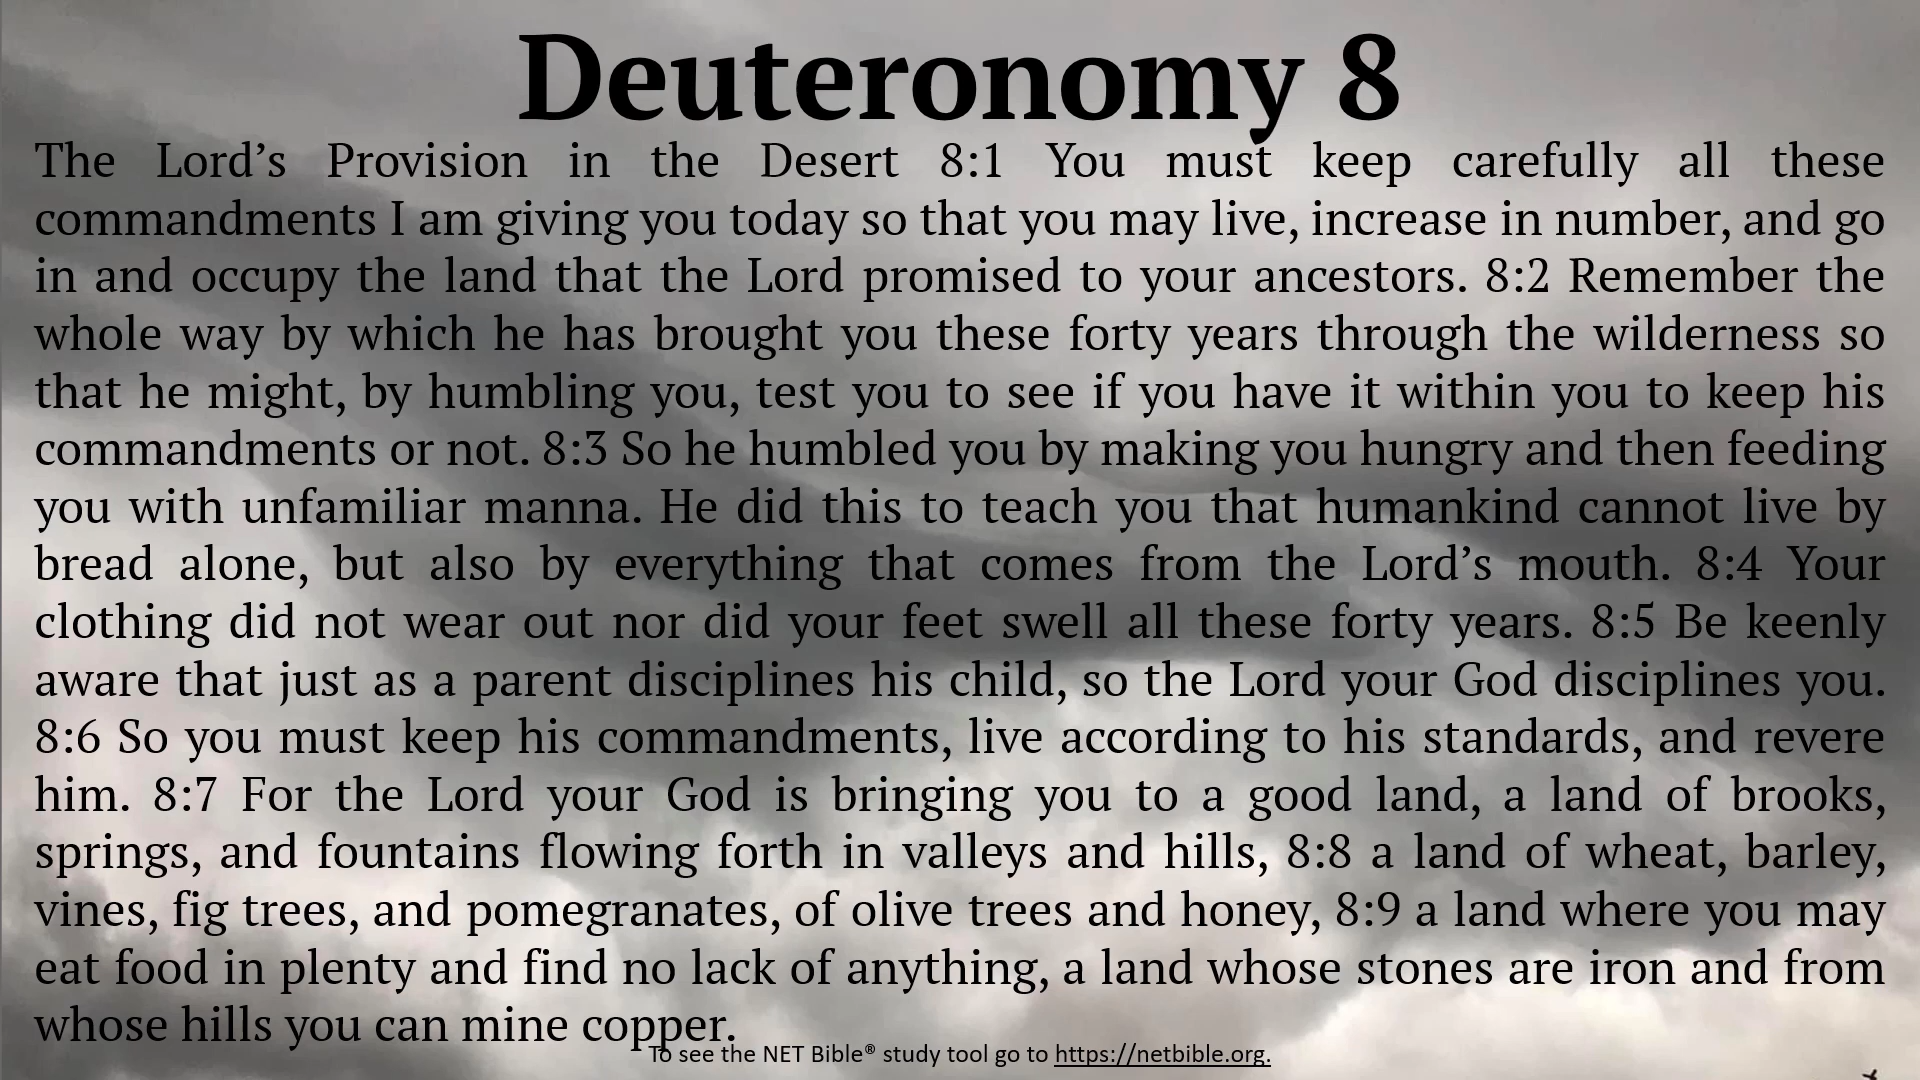 Deuteronomy 8
The Lord’s Provision in the Desert 8:1 You must keep carefully all these
commandments I am giving you today so that you may live, increase in number, and go
in and occupy the land that the Lord promised to your ancestors. 8:2 Remember the
whole way by which he has brought you these forty years through the wilderness so
that he might, by humbling you, test you to see if you have it within you to keep his
commandments or not. 8:3 So he humbled you by making you hungry and then feeding
you with unfamiliar manna. He did this to teach you that humankind cannot live by
bread alone, but also by everything that comes from the Lord’s mouth. 8:4 Your
clothing did not wear out nor did your feet swell all these forty years. 8:5 Be keenly
aware that just as a parent disciplines his child, so the Lord your God disciplines you.
8:6 So you must keep his commandments, live according to his standards, and revere
him. 8:7 For the Lord your God is bringing you to a good land, a land of brooks,
springs, and fountains flowing forth in valleys and hills, 8:8 a land of wheat, barley,
vines, fig trees, and pomegranates, of olive trees and honey, 8:9 a land where you may
eat food in plenty and find no lack of anything, a land whose stones are iron and from
whose hills you can mine copper.
To see the NET Bible® study tool go to https://netbible.org.